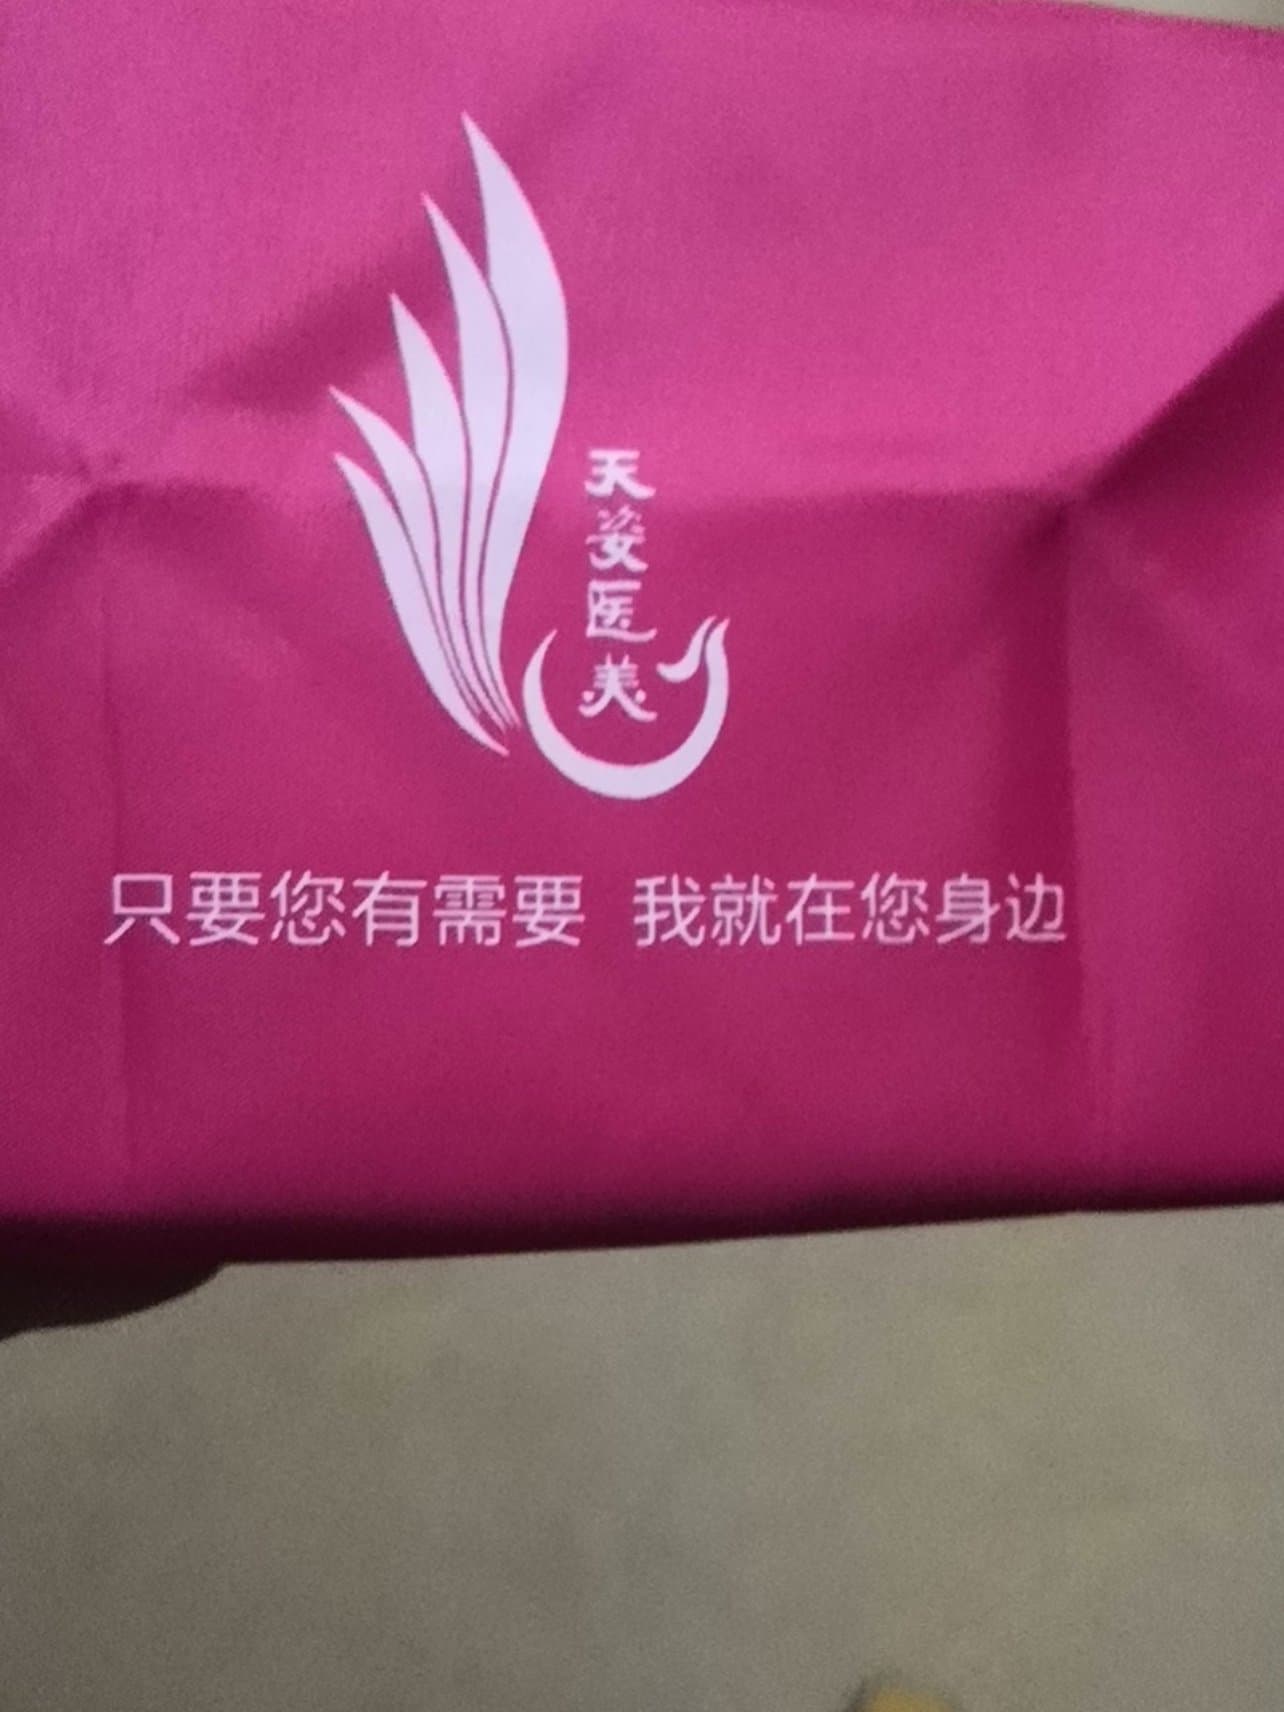 天姿医美
只要您有需要 我就在您身边